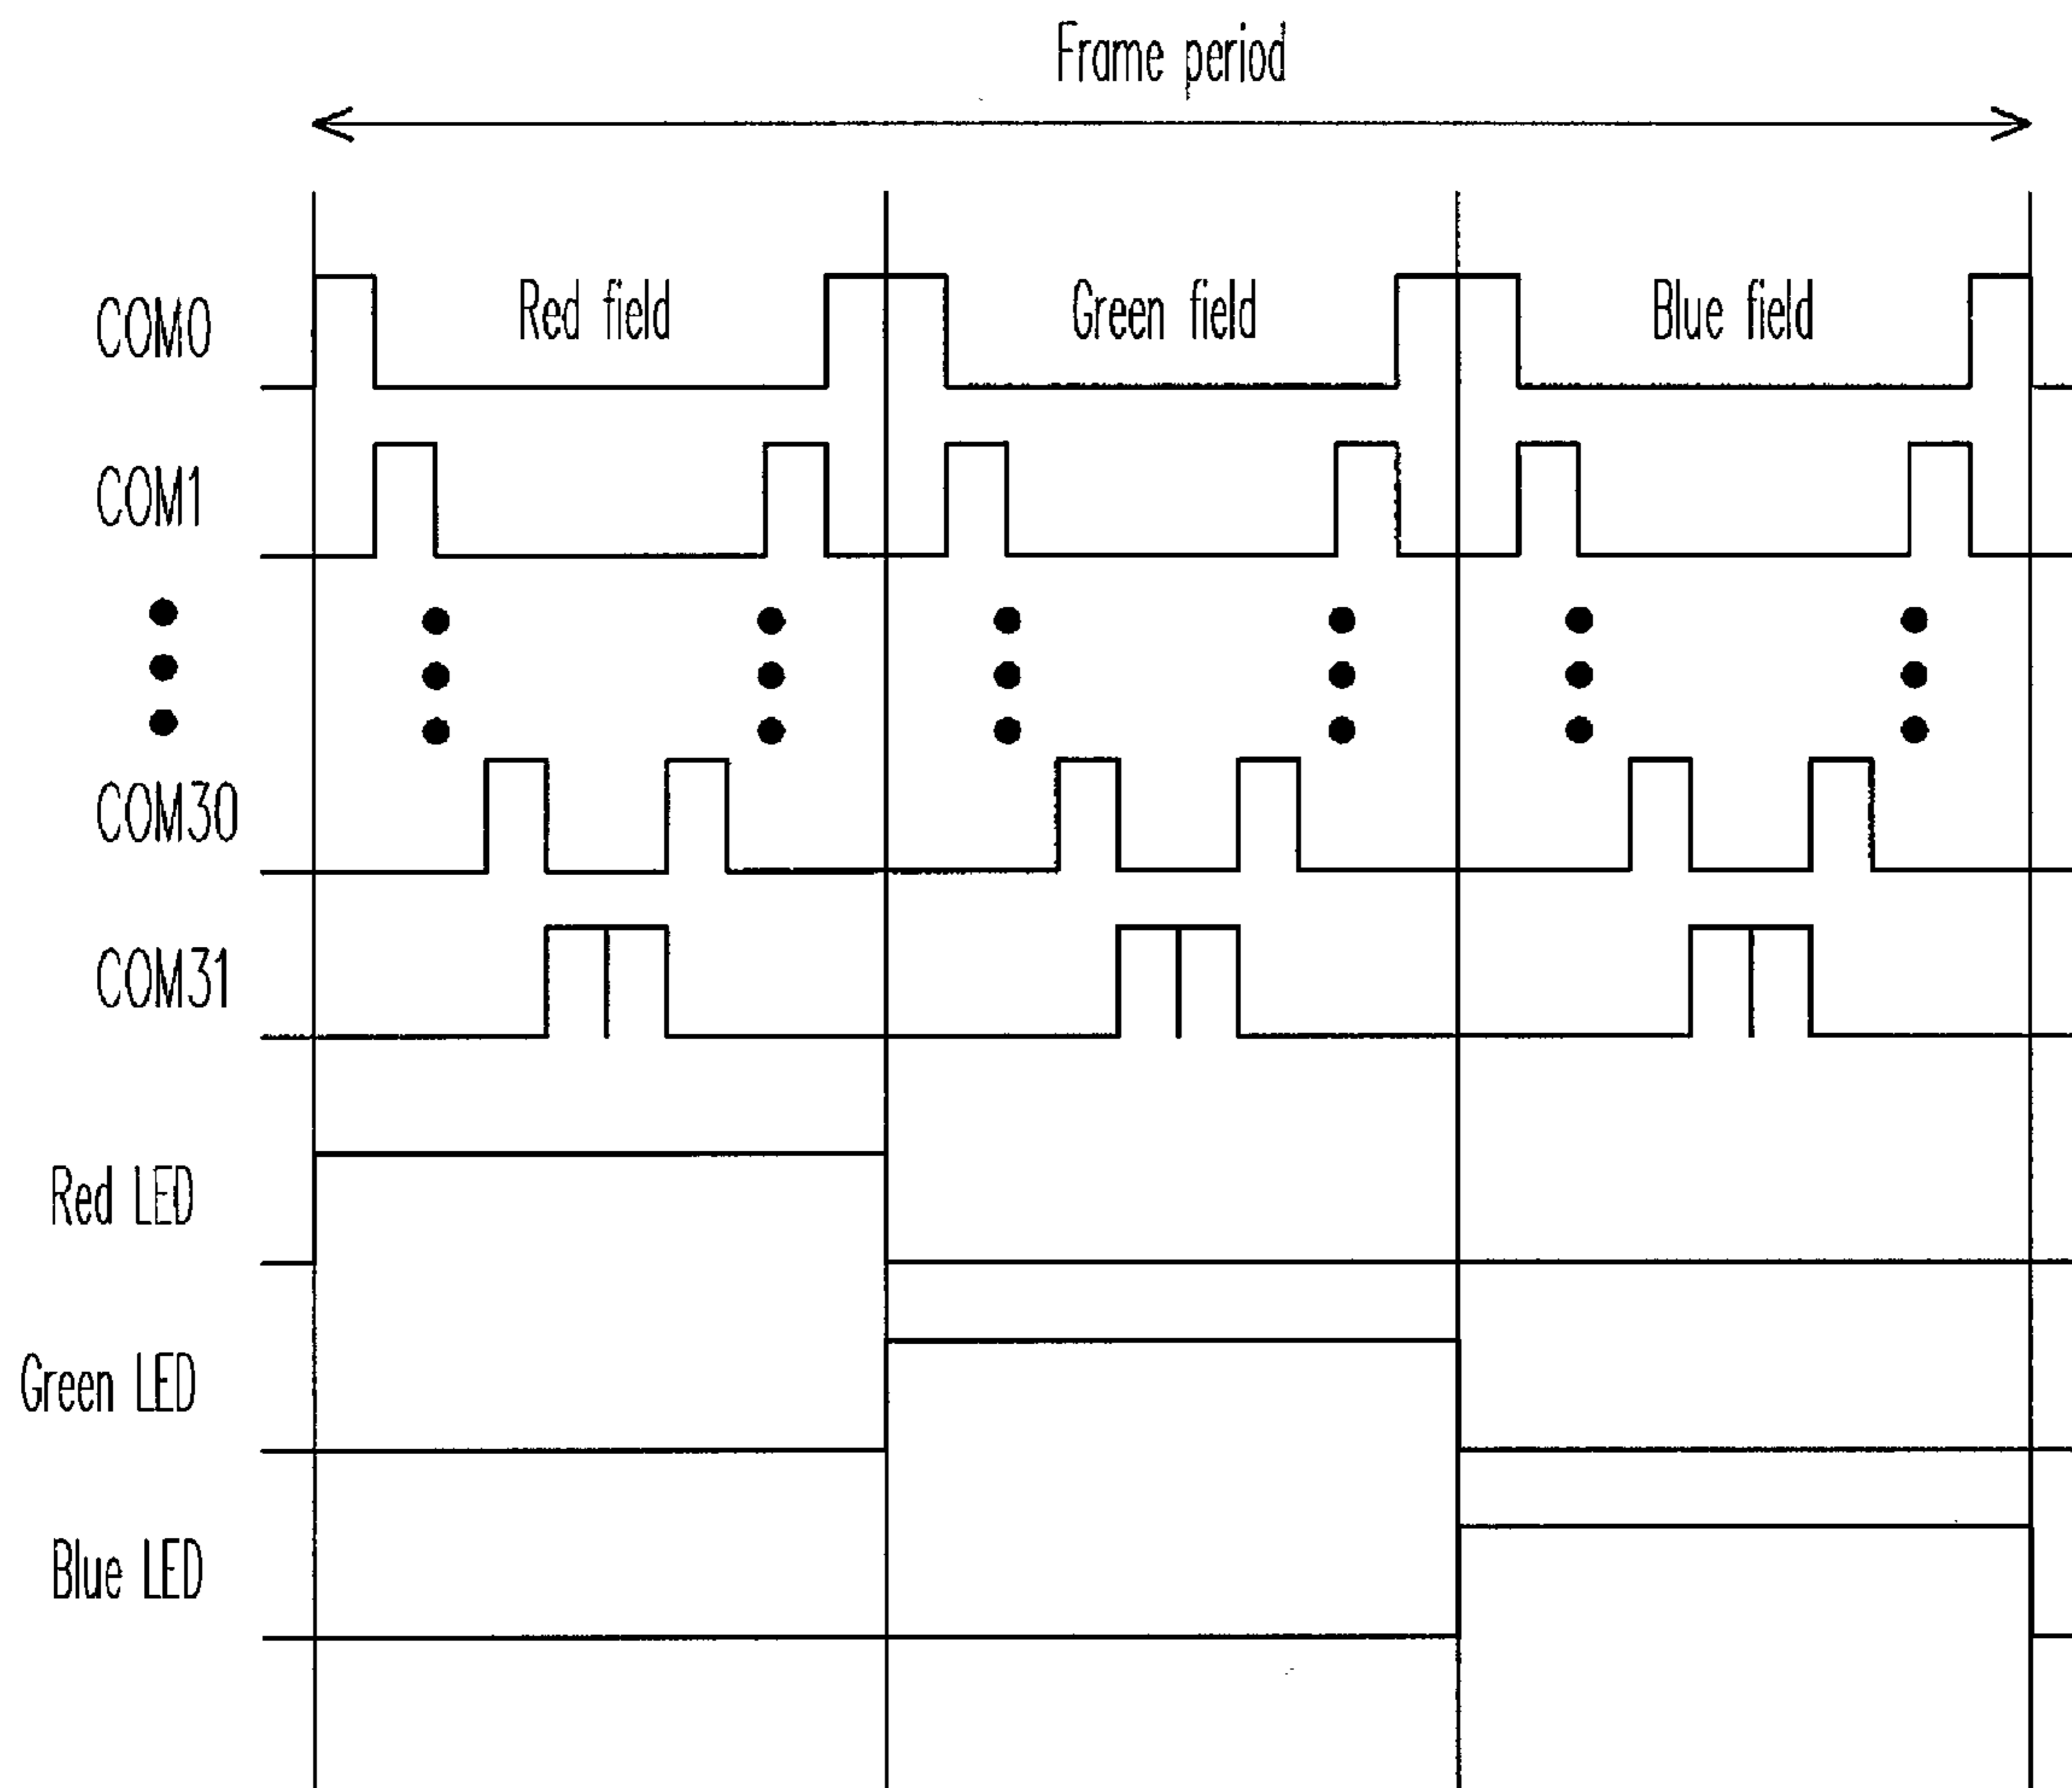 Frame period
Red field
Green field
Blue field
COM0
COM1
COM30
COM31
Red LED
Green LED
Blue LED